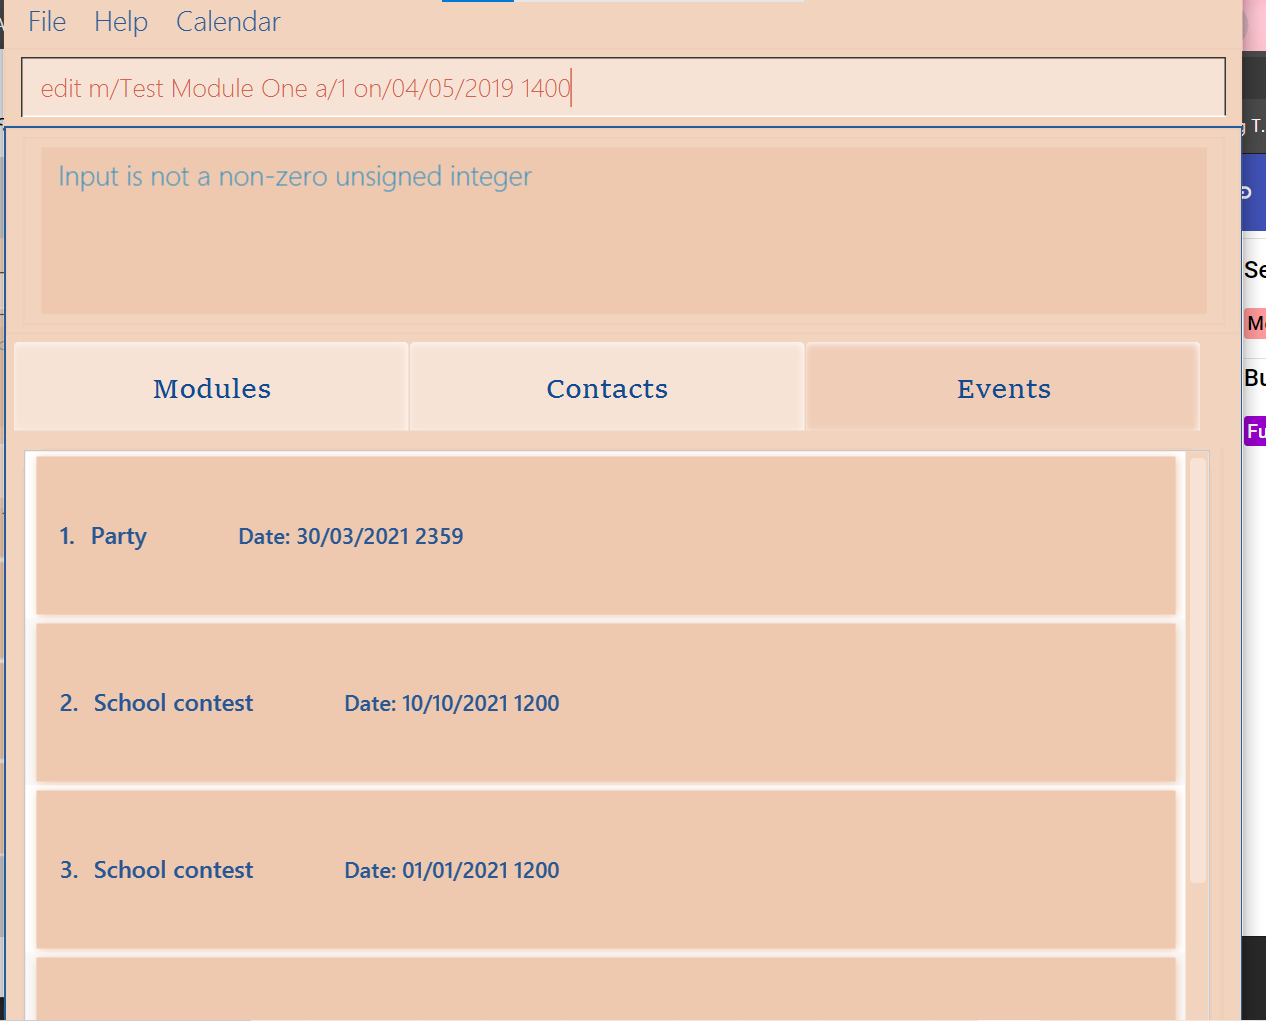 File Help Calendar
edit m/Test Module One a/1 on/04/05/2019 1400
Input is not a non-zero unsigned integer
Modules Contacts Events
1. Party Date: 30/03/2021 2359
2. School contest Date: 10/10/2021 1200
3. School contest Date: 01/01/2021 1200
T.
Se
Mo
Bu
Fu